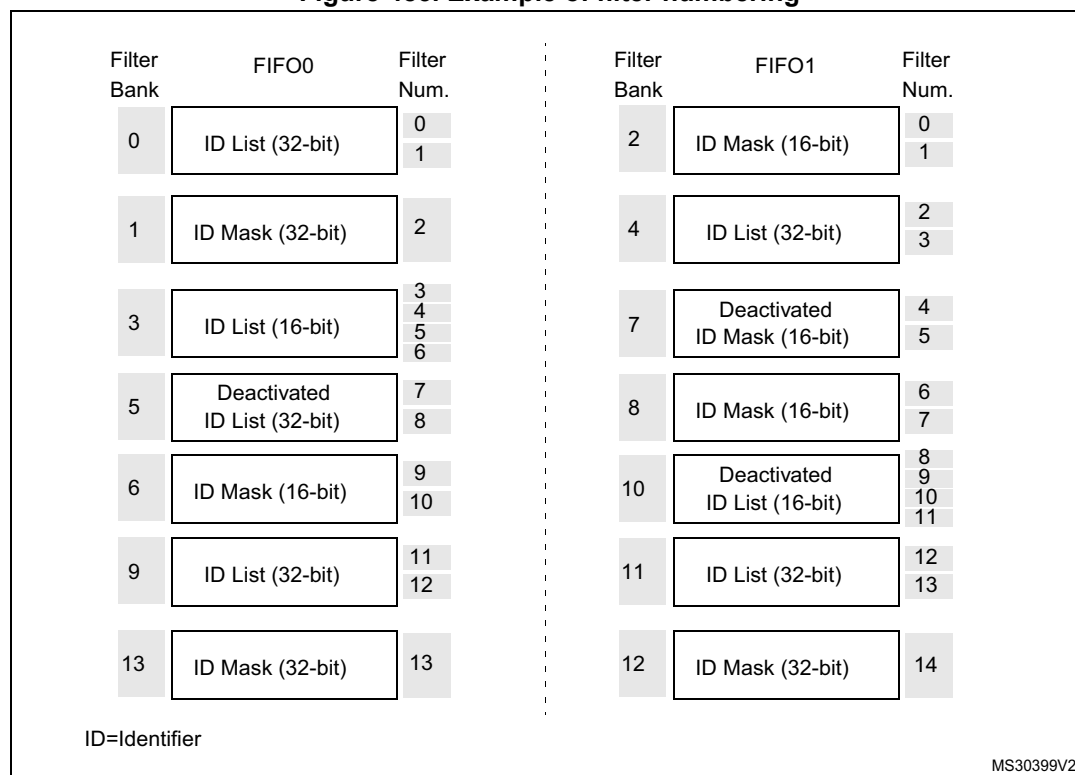 Figure Example of filter numbering
Filter Bank
FIFO0
Filter Num.
0
ID List (32-bit)
0
1
1
ID Mask (32-bit)
2
3
ID List (16-bit)
3
4
5
6
5
Deactivated
ID List (32-bit)
7
8
6
ID Mask (16-bit)
9
10
9
ID List (32-bit)
11
12
13
ID Mask (32-bit)
13
Filter Bank
FIFO1
Filter Num.
2
ID Mask (16-bit)
0
1
4
ID List (32-bit)
2
3
7
Deactivated
ID Mask (16-bit)
4
5
8
ID Mask (16-bit)
6
7
10
Deactivated
ID List (16-bit)
8
9
10
11
11
ID List (32-bit)
12
13
12
ID Mask (32-bit)
14
ID=Identifier
MS30399V2